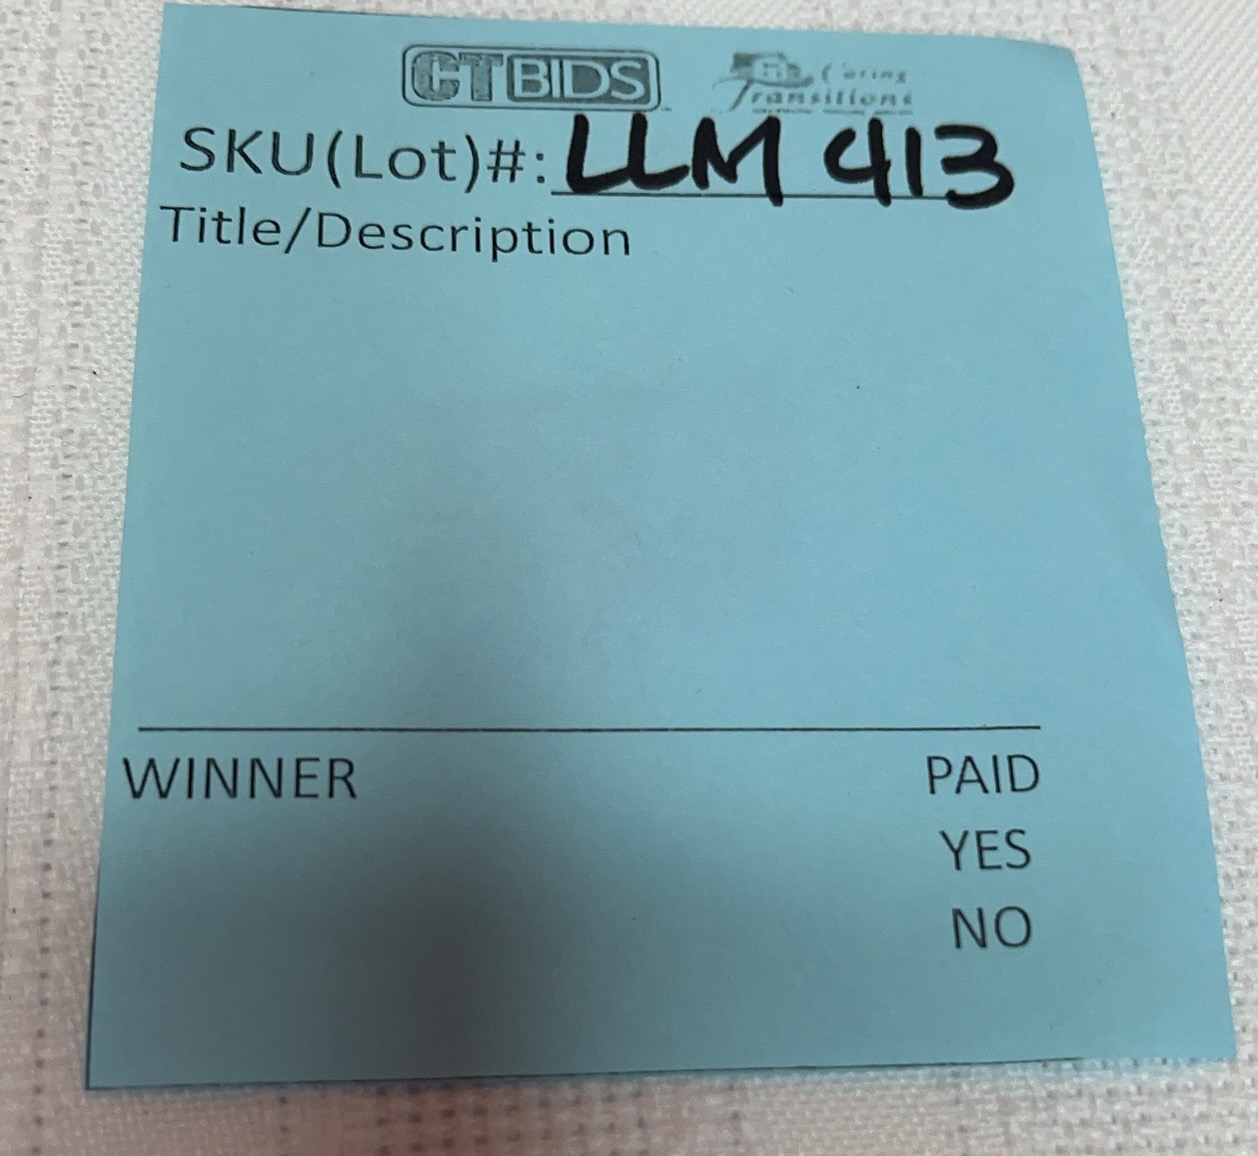 CTBIDS Caring Transitions
SKU(Lot)#: LLM 413
Title/Description
WINNER PAID
YES
NO